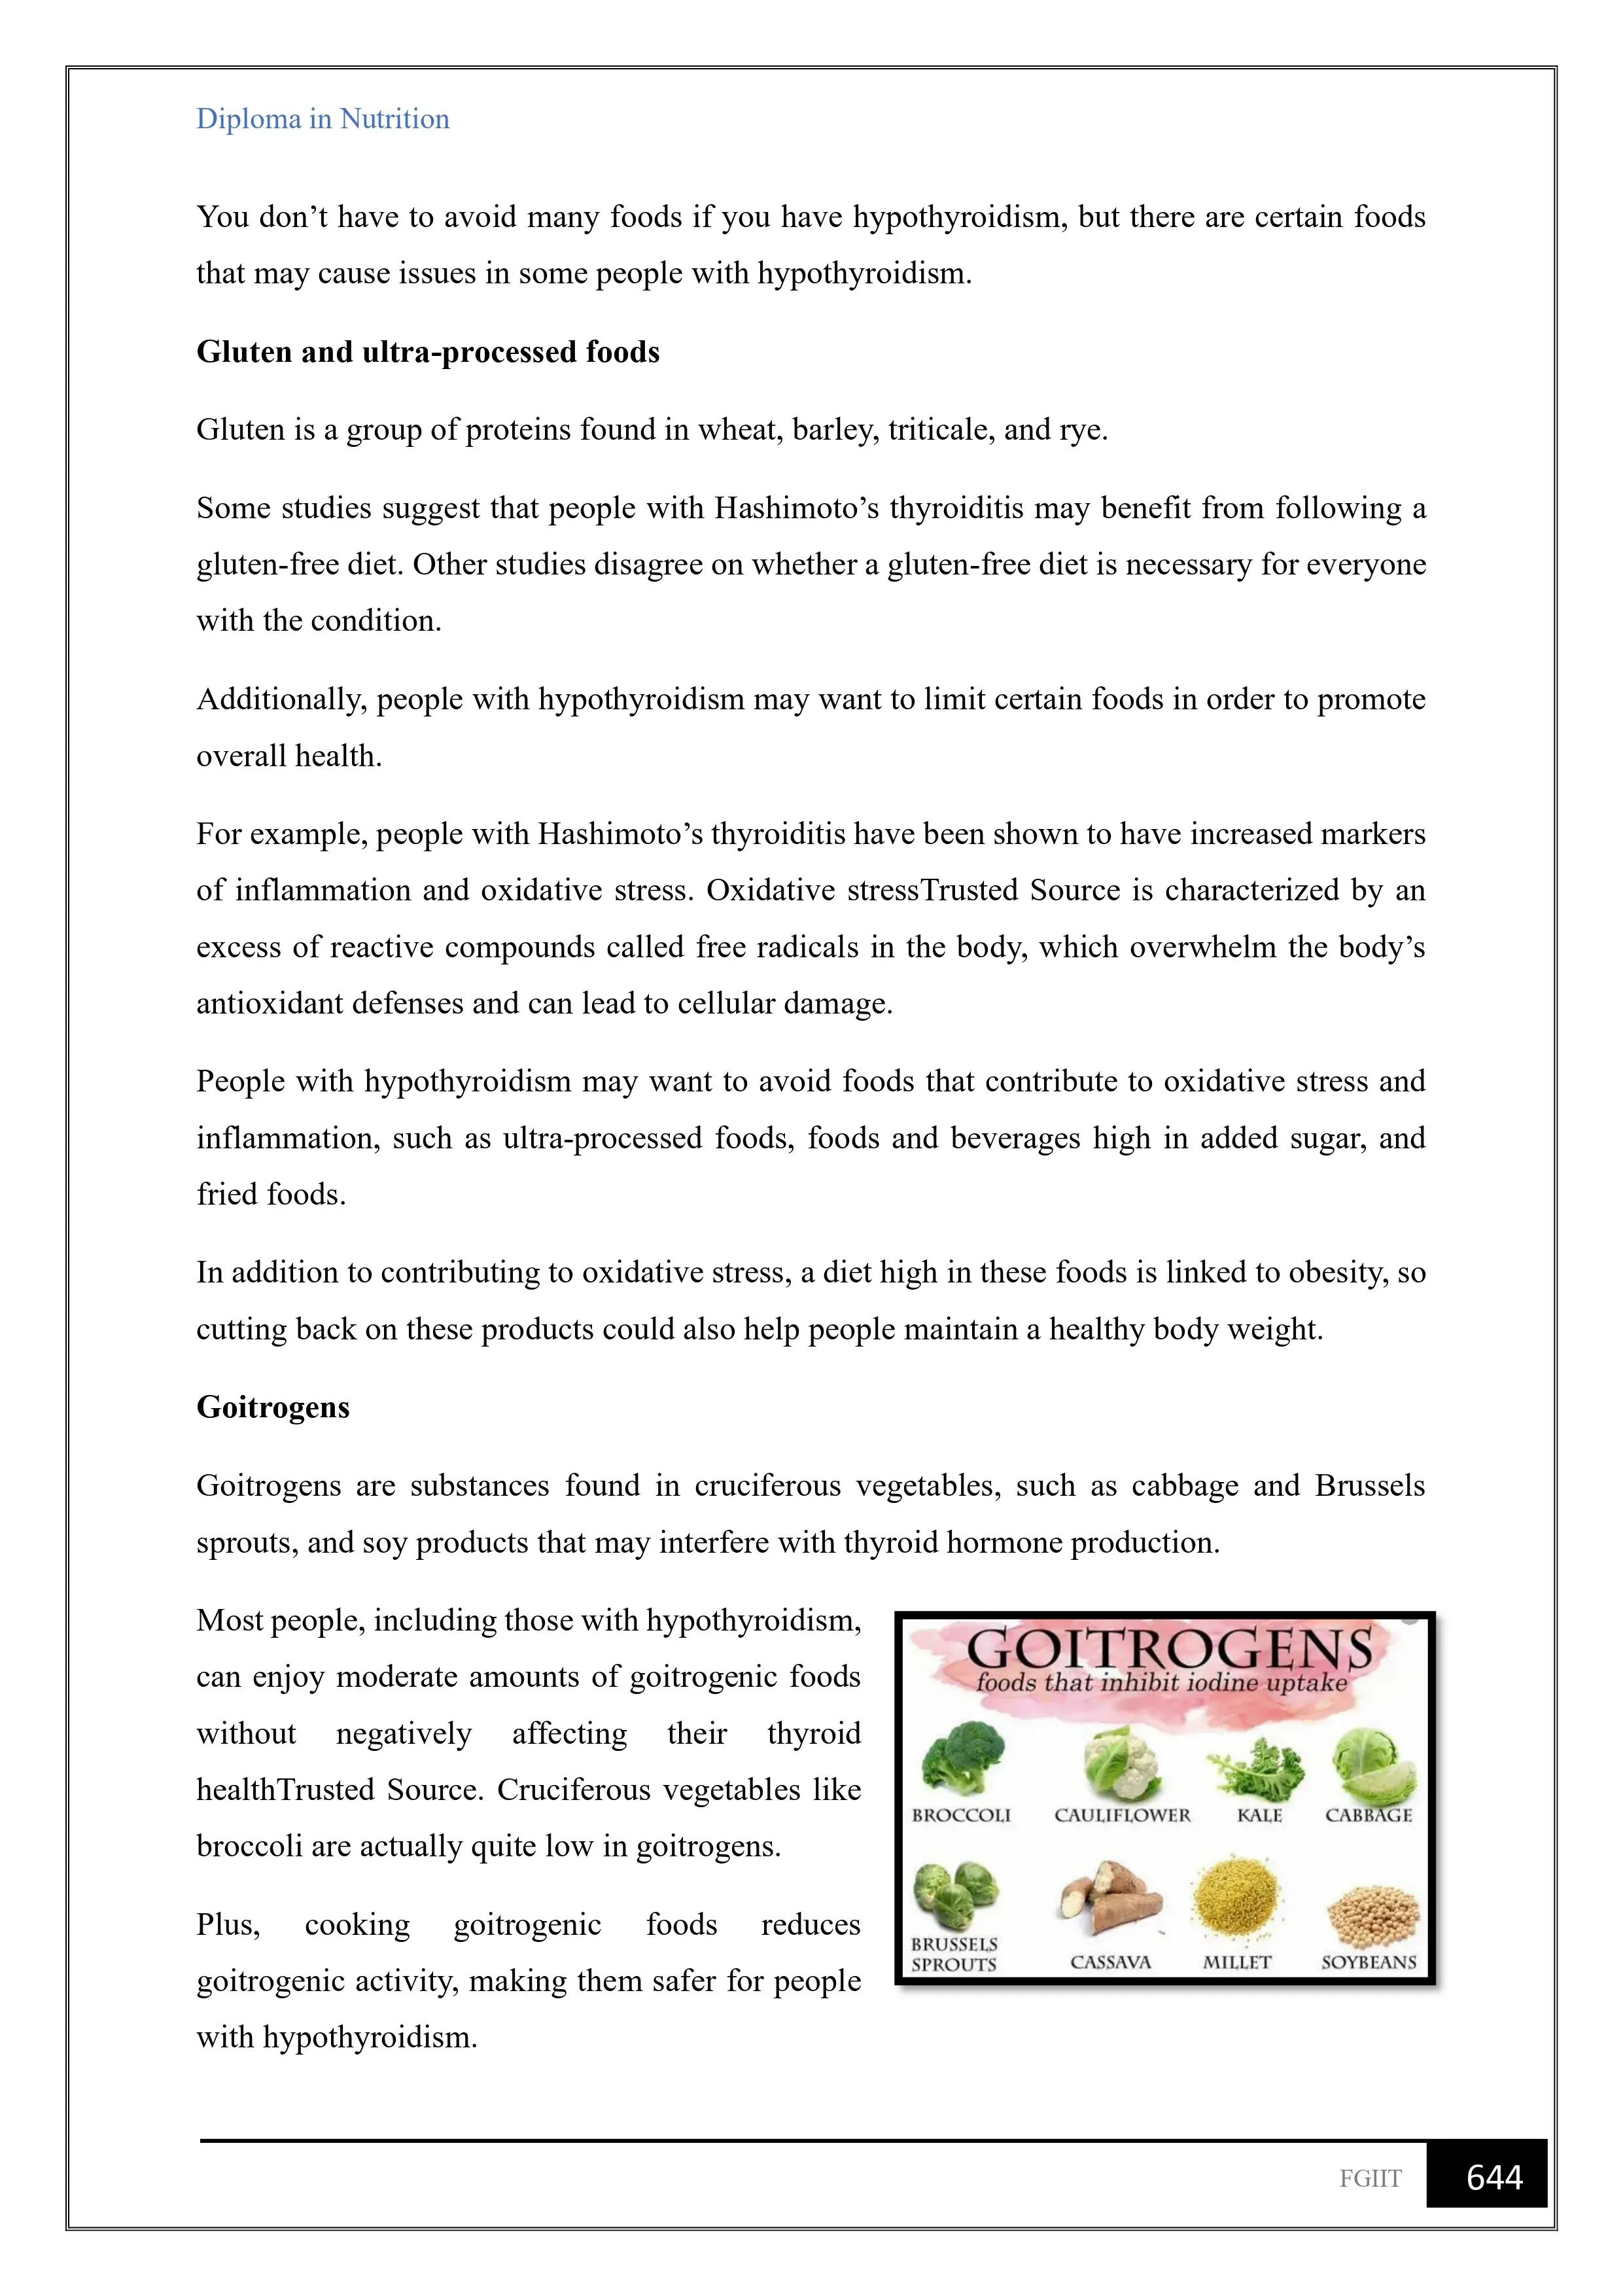 Diploma in Nutrition
You don’t have to avoid many foods if you have hypothyroidism, but there are certain foods
that may cause issues in some people with hypothyroidism.
Gluten and ultra-processed foods
Gluten is a group of proteins found in wheat, barley, triticale, and rye.
Some studies suggest that people with Hashimoto’s thyroiditis may benefit from following a
gluten-free diet. Other studies disagree on whether a gluten-free diet is necessary for everyone
with the condition.
Additionally, people with hypothyroidism may want to limit certain foods in order to promote
overall health.
For example, people with Hashimoto’s thyroiditis have been shown to have increased markers
of inflammation and oxidative stress. Oxidative stressTrusted Source is characterized by an
excess of reactive compounds called free radicals in the body, which overwhelm the body’s
antioxidant defenses and can lead to cellular damage.
People with hypothyroidism may want to avoid foods that contribute to oxidative stress and
inflammation, such as ultra-processed foods, foods and beverages high in added sugar, and
fried foods.
In addition to contributing to oxidative stress, a diet high in these foods is linked to obesity, so
cutting back on these products could also help people maintain a healthy body weight.
Goitrogens
Goitrogens are substances found in cruciferous vegetables, such as cabbage and Brussels
sprouts, and soy products that may interfere with thyroid hormone production.
Most people, including those with hypothyroidism,
can enjoy moderate amounts of goitrogenic foods
without negatively affecting their thyroid
healthTrusted Source. Cruciferous vegetables like
broccoli are actually quite low in goitrogens.
Plus, cooking goitrogenic foods reduces
goitrogenic activity, making them safer for people
with hypothyroidism.
GOITROGENS
foods that inhibit iodine uptake
BROCCOLI CAULIFLOWER KALE CABBAGE
BRUSSELS
SPROUTS CASSAVA MILLET SOYBEANS
FGIIT 644